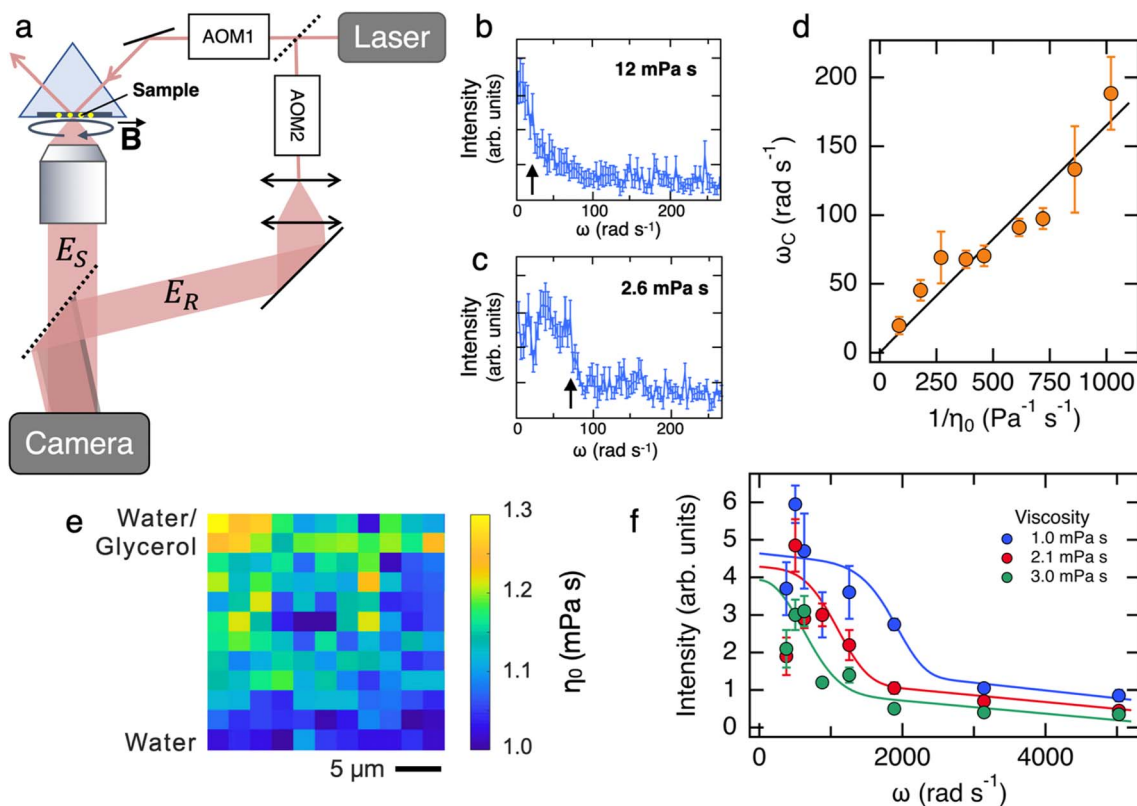 a
AOM1
Laser
Sample
B
AOM2
E_S
E_R
Camera
b
12 mPa s
Intensity
(arb. units)
0
100
200
ω (rad s⁻¹)
c
2.6 mPa s
Intensity
(arb. units)
0
100
200
ω (rad s⁻¹)
d
200
150
100
50
0
ω_C (rad s⁻¹)
0
250
500
750
1000
1/η₀ (Pa⁻¹ s⁻¹)
e
Water/
Glycerol
Water
5 μm
1.3
1.2
1.1
1.0
η₀ (mPa s)
f
Intensity (arb. units)
6
5
4
3
2
1
0
Viscosity
1.0 mPa s
2.1 mPa s
3.0 mPa s
0
2000
4000
ω (rad s⁻¹)